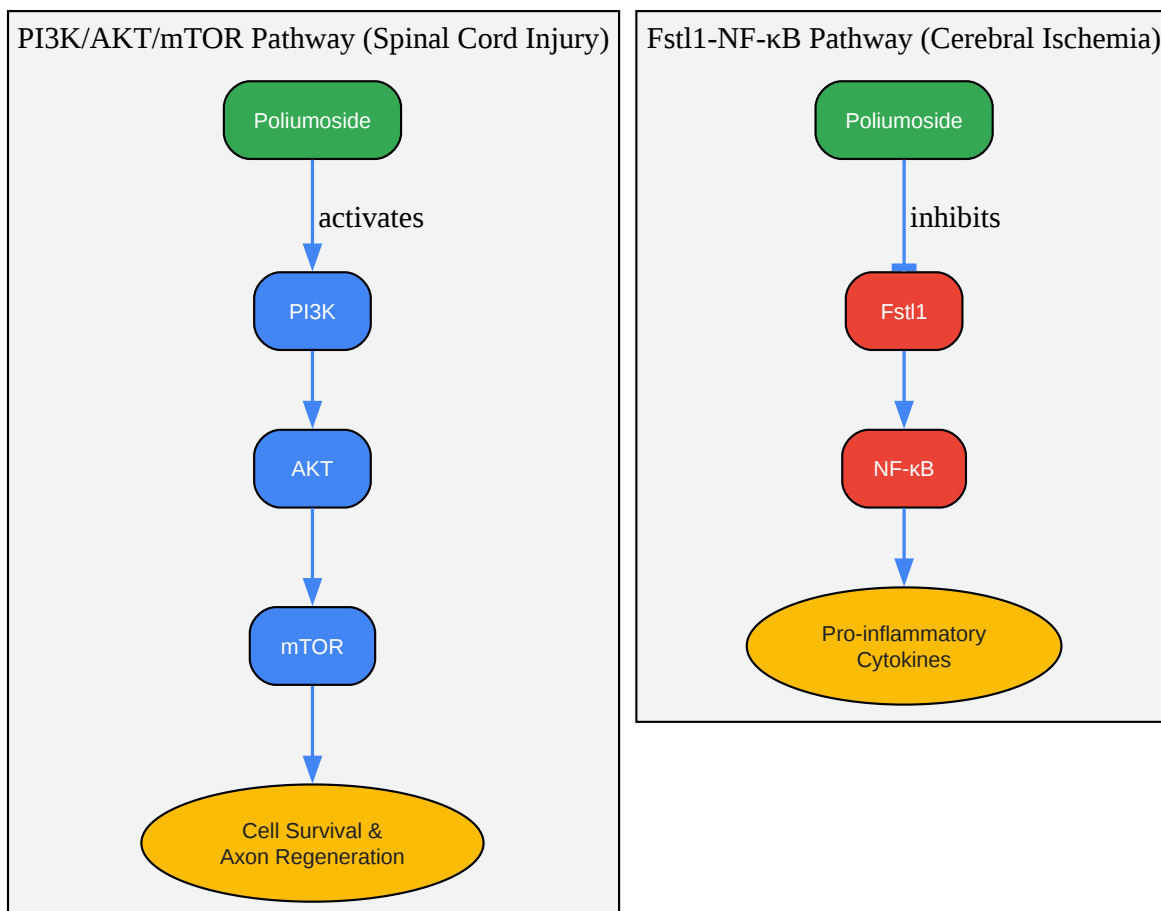 PI3K/AKT/mTOR Pathway (Spinal Cord Injury)
Poliumoside
activates
PI3K
AKT
mTOR
Cell Survival &
Axon Regeneration
Fstl1-NF-κB Pathway (Cerebral Ischemia)
Poliumoside
inhibits
Fstl1
NF-κB
Pro-inflammatory
Cytokines